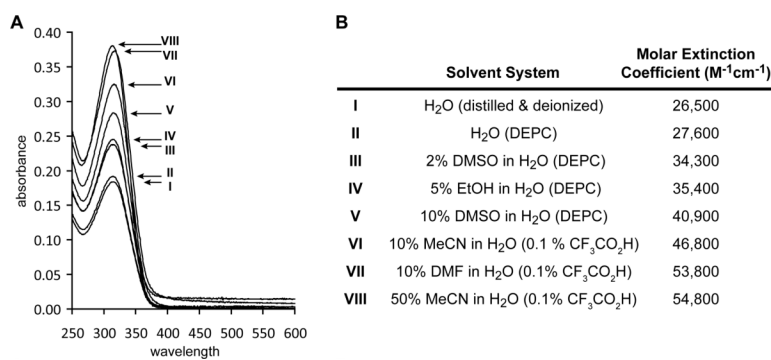 A
B
0.40
0.35
0.30
0.25
0.20
0.15
0.10
0.05
0.00
absorbance
250 300 350 400 450 500 550 600
wavelength
VIII
VII
VI
V
IV
III
II
I
Solvent System
Molar Extinction
Coefficient (M⁻¹cm⁻¹)
I H₂O (distilled & deionized) 26,500
II H₂O (DEPC) 27,600
III 2% DMSO in H₂O (DEPC) 34,300
IV 5% EtOH in H₂O (DEPC) 35,400
V 10% DMSO in H₂O (DEPC) 40,900
VI 10% MeCN in H₂O (0.1 % CF₃CO₂H) 46,800
VII 10% DMF in H₂O (0.1% CF₃CO₂H) 53,800
VIII 50% MeCN in H₂O (0.1% CF₃CO₂H) 54,800